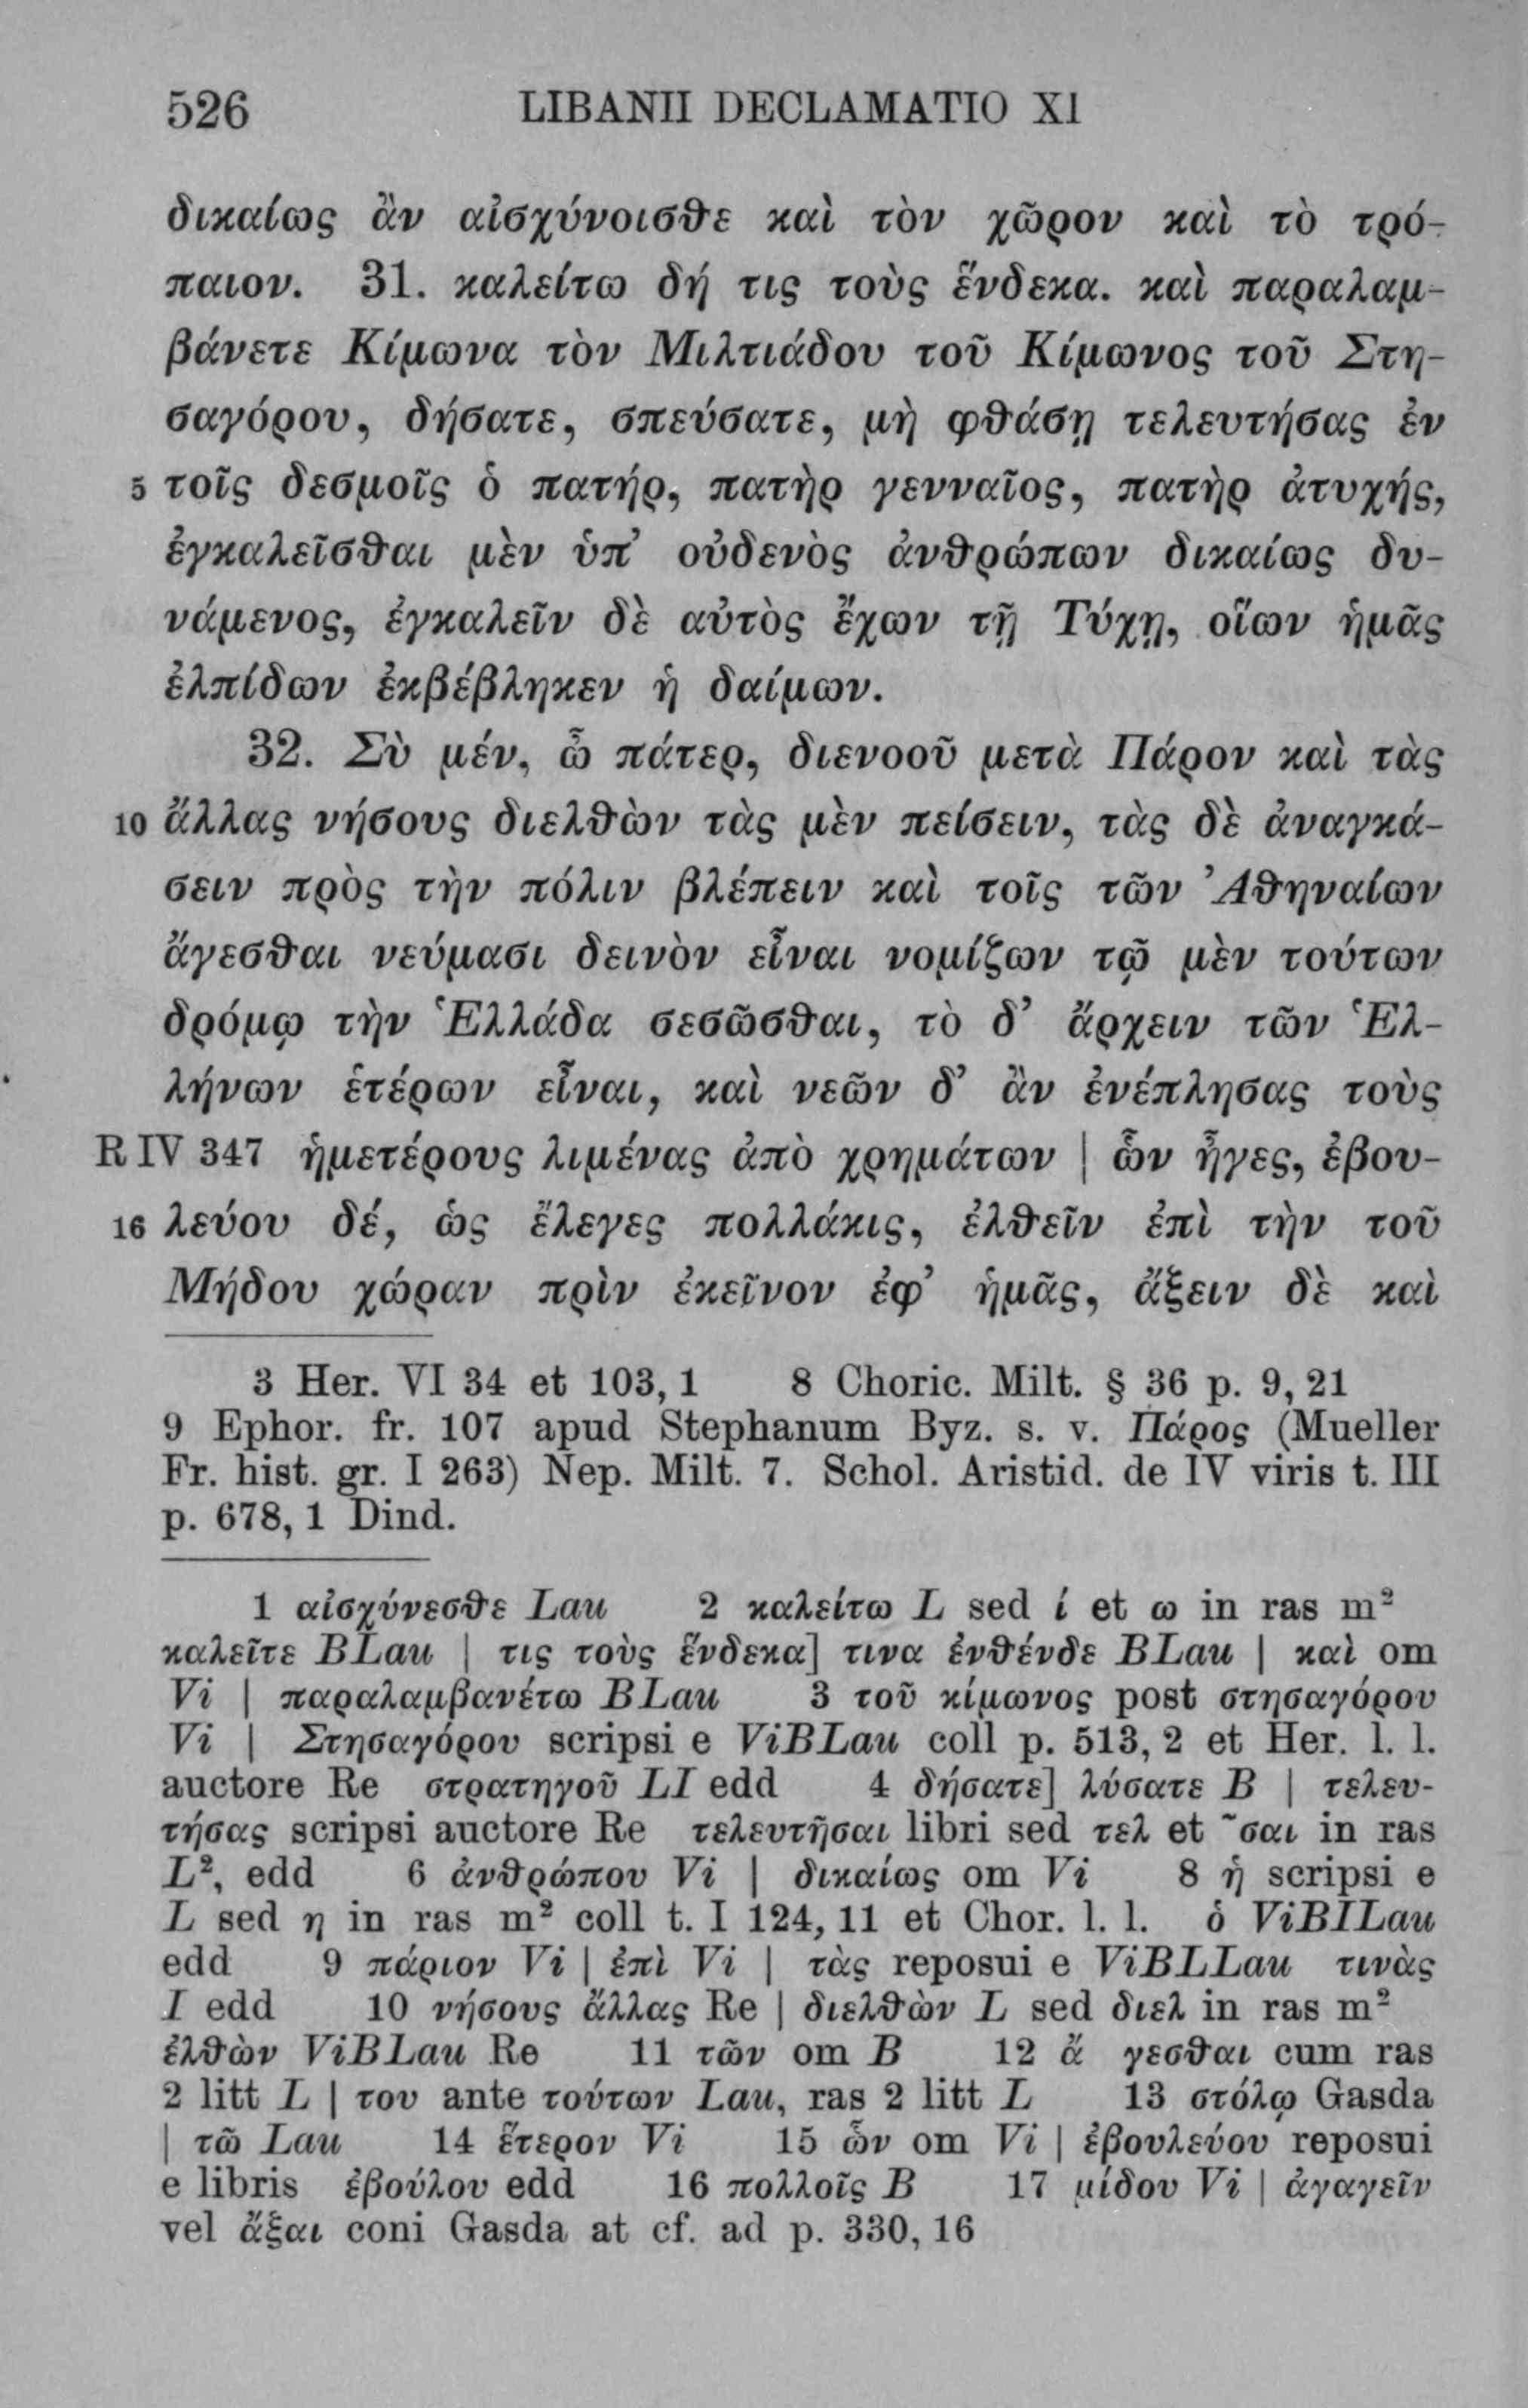 526 LIBANII DECLAMATIO XI
δικαίως ἂν αἰσχύνοισθε καὶ τὸν χῶρον καὶ τὸ τρό-
παιον. 31. καλείτω δή τις τοὺς ἕνδεκα. καὶ παραλαμ-
βάνετε Κίμωνα τὸν Μιλτιάδου τοῦ Κίμωνος τοῦ Στη-
σαγόρου, δήσατε, σπεύσατε, μὴ φθάσῃ τελευτήσας ἐν
5 τοῖς δεσμοῖς ὁ πατήρ, πατὴρ γενναῖος, πατὴρ ἀτυχής,
ἐγκαλεῖσθαι μὲν ὑπ’ οὐδενὸς ἀνθρώπων δικαίως δυ-
νάμενος, ἐγκαλεῖν δὲ αὐτὸς ἔχων τῇ Τύχῃ, οἵων ἡμᾶς
ἐλπίδων ἐκβέβληκεν ἡ δαίμων.
32. Σὺ μέν, ὦ πάτερ, διενοοῦ μετὰ Πάρον καὶ τὰς
10 ἄλλας νήσους διελθὼν τὰς μὲν πείσειν, τὰς δὲ ἀναγκά-
σειν πρὸς τὴν πόλιν βλέπειν καὶ τοῖς τῶν Ἀθηναίων
ἄγεσθαι νεύμασι δεινὸν εἶναι νομίζων τῷ μὲν τούτων
δρόμῳ τὴν Ἑλλάδα σεσῶσθαι, τὸ δ’ ἄρχειν τῶν Ἑλ-
λήνων ἑτέρων εἶναι, καὶ νεῶν δ’ ἂν ἐνέπλησας τοὺς
R IV 347 ἡμετέρους λιμένας ἀπὸ χρημάτων | ὧν ἦγες, ἐβου-
16 λεύου δέ, ὡς ἔλεγες πολλάκις, ἐλθεῖν ἐπὶ τὴν τοῦ
Μήδου χώραν πρὶν ἐκεῖνον ἐφ’ ἡμᾶς, ἄξειν δὲ καὶ
3 Her. VI 34 et 103, 1 8 Choric. Milt. § 36 p. 9, 21
9 Ephor. fr. 107 apud Stephanum Byz. s. v. Πάρος (Mueller
Fr. hist. gr. I 263) Nep. Milt. 7. Schol. Aristid. de IV viris t. III
p. 678, 1 Dind.
1 αἰσχύνεσθε Lau 2 καλείτω L sed ί et ω in ras m²
καλεῖτε BLau | τις τοὺς ἕνδεκα] τινα ἐνθένδε BLau | καὶ om
Vi | παραλαμβανέτω BLau 3 τοῦ κίμωνος post στησαγόρου
Vi | Στησαγόρου scripsi e ViBLau coll p. 513, 2 et Her. l. l.
auctore Re στρατηγοῦ LI edd 4 δήσατε] λύσατε B | τελευ-
τήσας scripsi auctore Re τελευτῆσαι libri sed τελ et ῀σαι in ras
L², edd 6 ἀνθρώπου Vi | δικαίως om Vi 8 ἡ scripsi e
L sed η in ras m² coll t. I 124, 11 et Chor. l. l. ὁ ViBILau
edd 9 πάριον Vi | ἐπὶ Vi | τὰς reposui e ViBLLau τινὰς
I edd 10 νήσους ἄλλας Re | διελθὼν L sed διελ in ras m²
ἐλθὼν ViBLau Re 11 τῶν om B 12 ἄ γεσθαι cum ras
2 litt L | του ante τούτων Lau, ras 2 litt L 13 στόλῳ Gasda
| τῶ Lau 14 ἕτερον Vi 15 ὧν om Vi | ἐβουλεύου reposui
e libris ἐβούλου edd 16 πολλοῖς B 17 μίδου Vi | ἀγαγεῖν
vel ἄξαι coni Gasda at cf. ad p. 330, 16